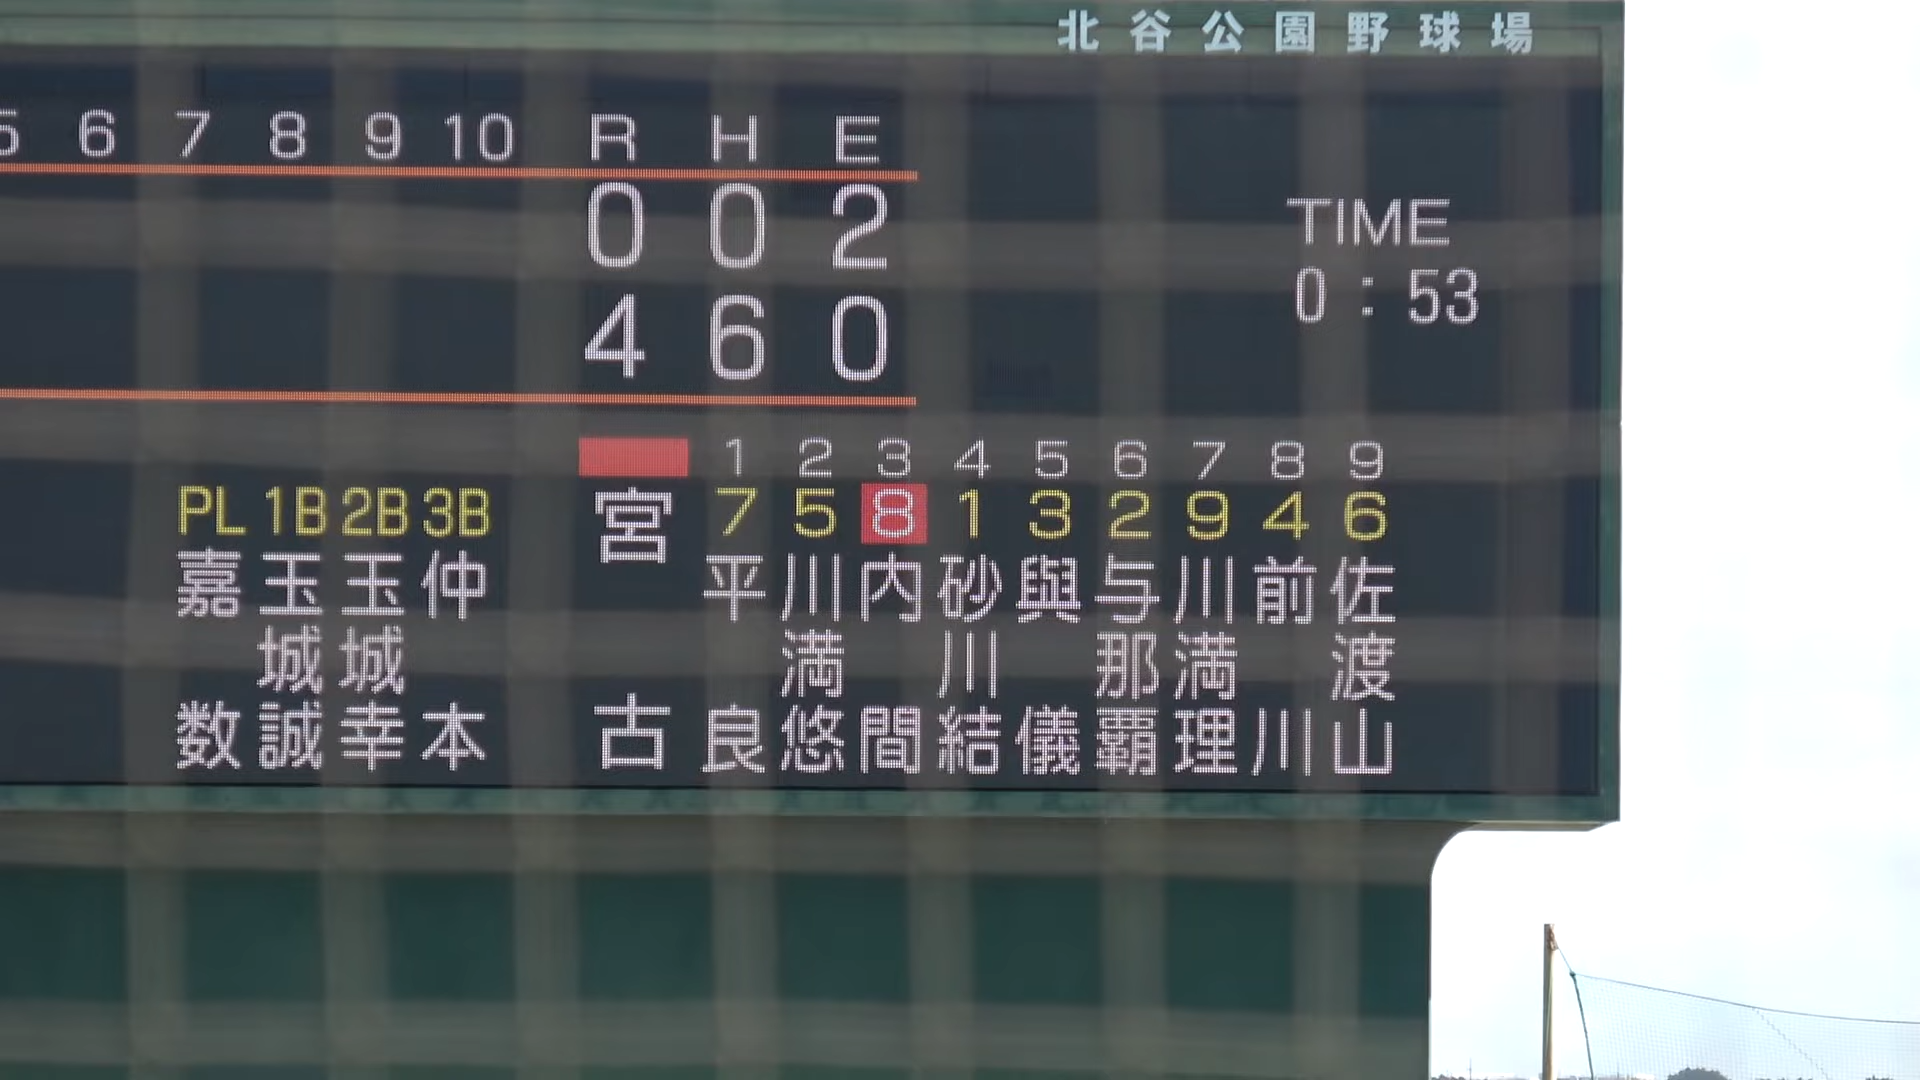 北谷公園野球場
5 6 7 8 9 10 R H E
0 0 2
4 6 0
TIME
0:53
1 2 3 4 5 6 7 8 9
PL 1B 2B 3B
7 5 8 1 3 2 9 4 6
嘉数
玉城誠
玉城幸
仲本
宮古
平良
川満悠
内間
砂川結
與儀
与那覇
川満理
前川
佐渡山